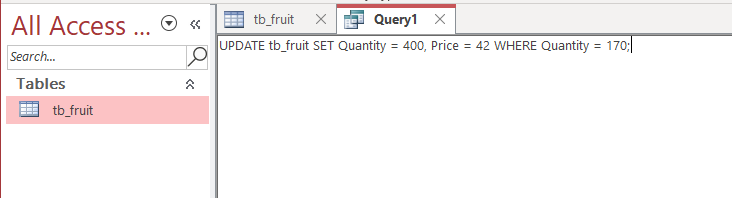 All Access ...
tb_fruit
Query1
Search...
UPDATE tb_fruit SET Quantity = 400, Price = 42 WHERE Quantity = 170;
Tables
tb_fruit